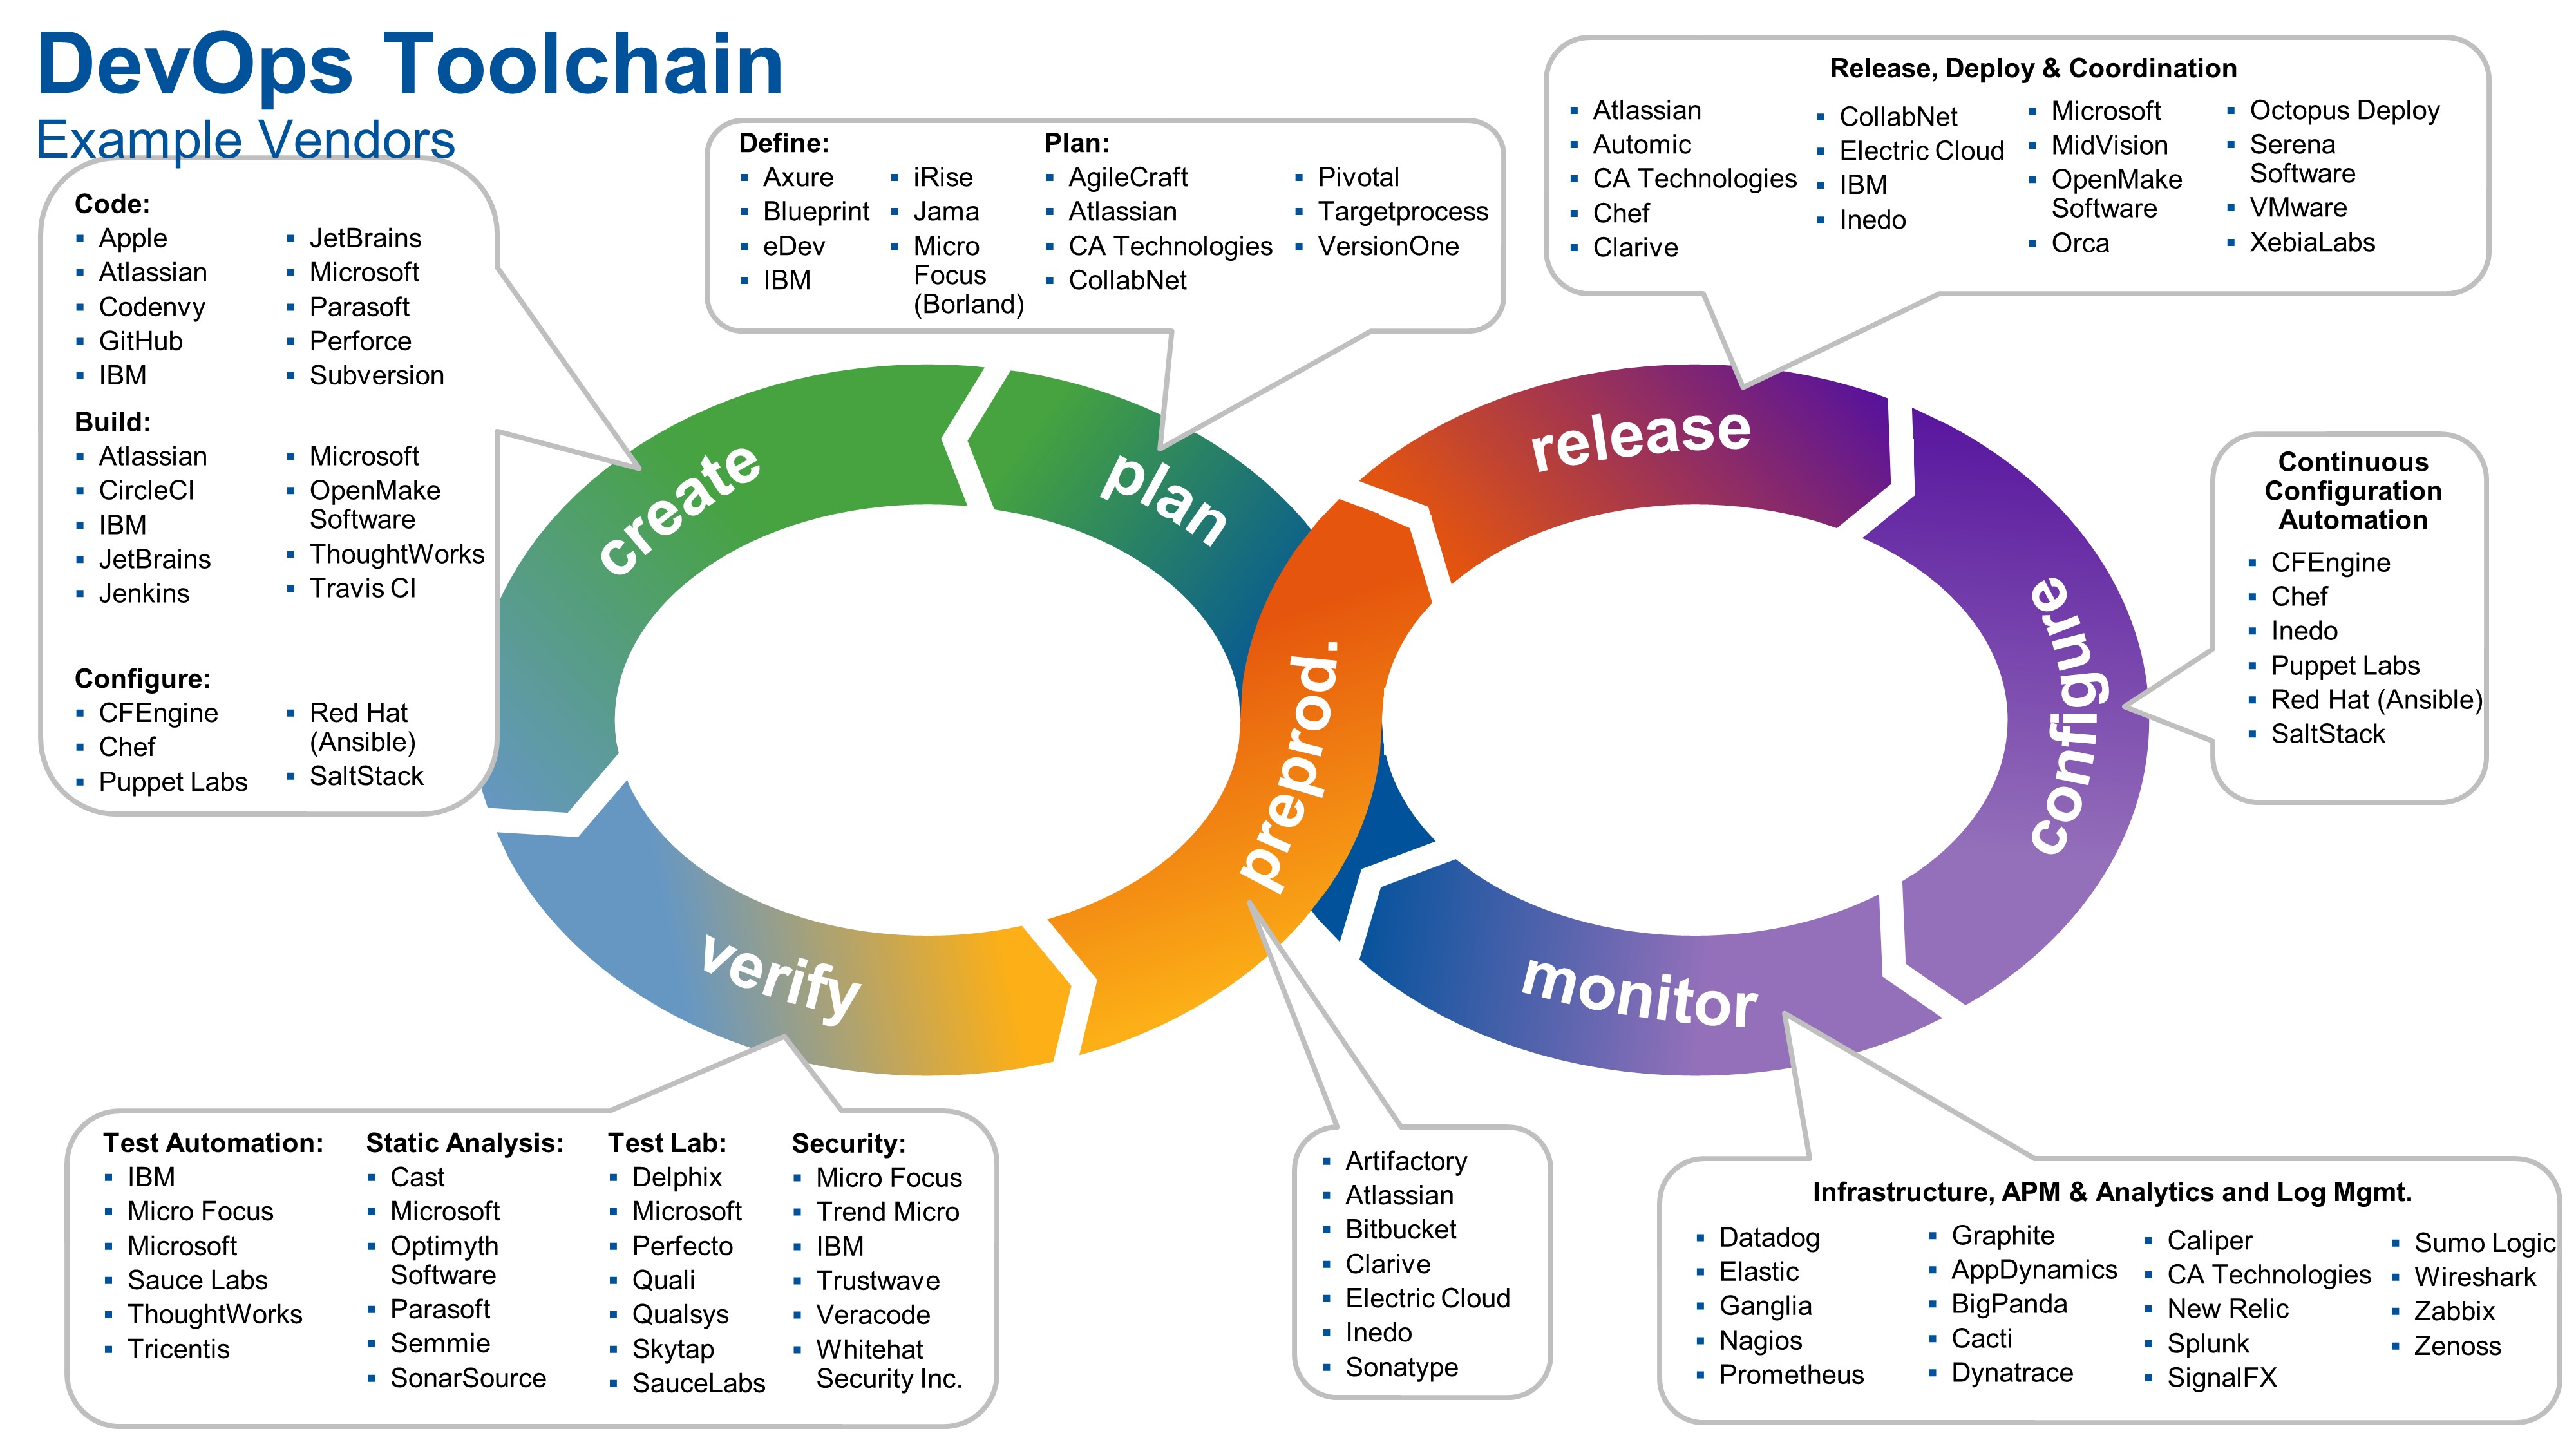 DevOps Toolchain
Example Vendors
Code:
Apple
Atlassian
Codenvy
GitHub
IBM
JetBrains
Microsoft
Parasoft
Perforce
Subversion
Build:
Atlassian
CircleCI
IBM
JetBrains
Jenkins
Microsoft
OpenMake
Software
ThoughtWorks
Travis CI
Configure:
CFEngine
Chef
Puppet Labs
Red Hat
(Ansible)
SaltStack
Define:
Axure
Blueprint
eDev
IBM
iRise
Jama
Micro
Focus
(Borland)
Plan:
AgileCraft
Atlassian
CA Technologies
CollabNet
Pivotal
Targetprocess
VersionOne
Release, Deploy & Coordination
Atlassian
Automic
CA Technologies
Chef
Clarive
CollabNet
Electric Cloud
IBM
Inedo
Microsoft
MidVision
OpenMake
Software
Orca
Octopus Deploy
Serena
Software
VMware
XebiaLabs
create
plan
release
configure
preprod.
verify
monitor
Continuous
Configuration
Automation
CFEngine
Chef
Inedo
Puppet Labs
Red Hat (Ansible)
SaltStack
Test Automation:
IBM
Micro Focus
Microsoft
Sauce Labs
ThoughtWorks
Tricentis
Static Analysis:
Cast
Microsoft
Optimyth
Software
Parasoft
Semmie
SonarSource
Test Lab:
Delphix
Microsoft
Perfecto
Quali
Qualsys
Skytap
SauceLabs
Security:
Micro Focus
Trend Micro
IBM
Trustwave
Veracode
Whitehat
Security Inc.
Artifactory
Atlassian
Bitbucket
Clarive
Electric Cloud
Inedo
Sonatype
Infrastructure, APM & Analytics and Log Mgmt.
Datadog
Elastic
Ganglia
Nagios
Prometheus
Graphite
AppDynamics
BigPanda
Cacti
Dynatrace
Caliper
CA Technologies
New Relic
Splunk
SignalFX
Sumo Logic
Wireshark
Zabbix
Zenoss